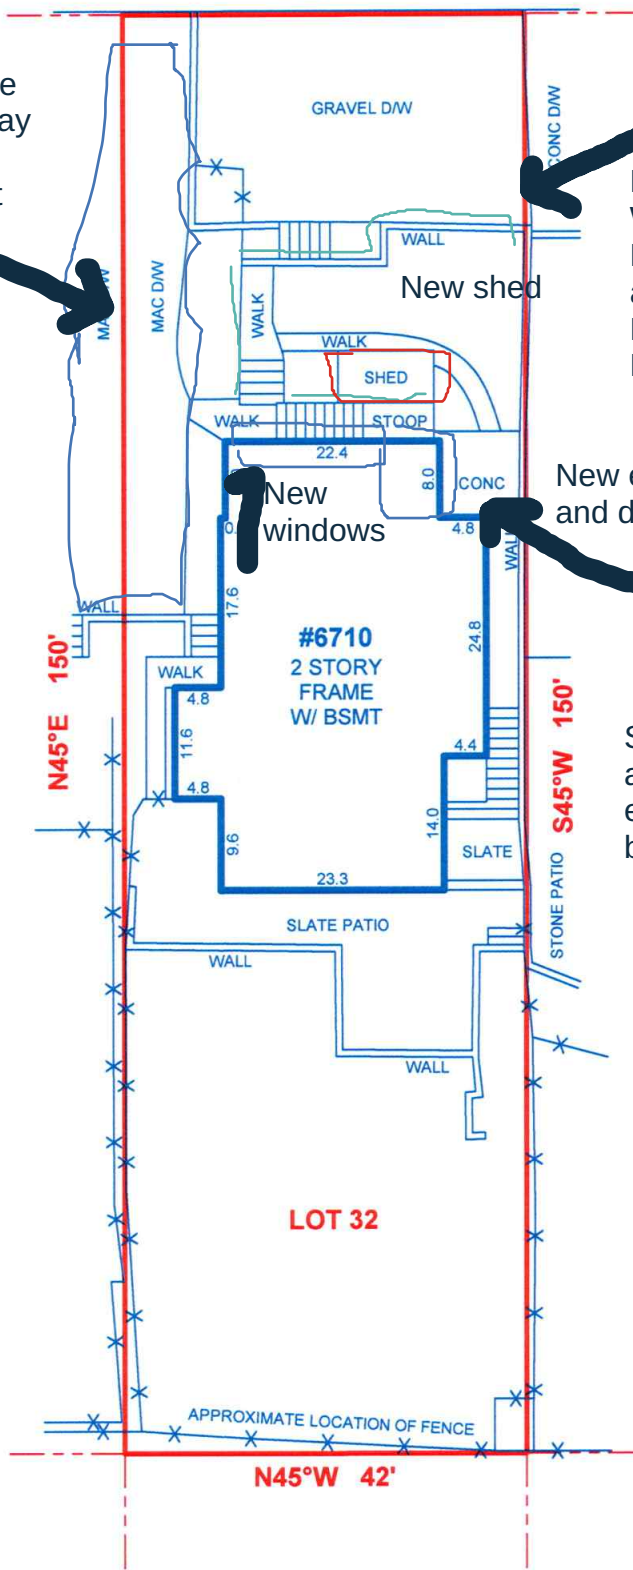 GRAVEL D/W
CONC D/W
WALL
New shed
MAC D/W
WALK
WALK
SHED
WALK
STOOP
22.4
8.0
CONC
New
windows
New e
and d
4.8
WALL
17.6
24.8
WALL
#6710
2 STORY
FRAME
W/ BSMT
N45°E 150'
S45°W 150'
WALK
4.8
11.6
4.4
4.8
14.0
9.6
SLATE
23.3
SLATE PATIO
STONE PATIO
WALL
WALL
LOT 32
APPROXIMATE LOCATION OF FENCE
N45°W 42'